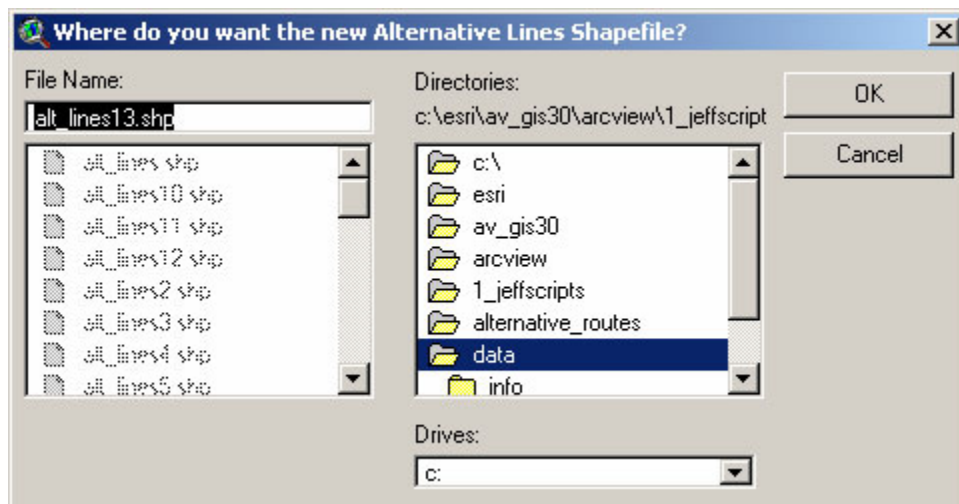 Where do you want the new Alternative Lines Shapefile?
File Name:
alt_lines13.shp
alt_lines.shp
alt_lines10.shp
alt_lines11.shp
alt_lines12.shp
alt_lines2.shp
alt_lines3.shp
alt_lines4.shp
alt_lines5.shp
Directories:
c:\esri\av_gis30\arcview\1_jeffscript
c:\
esri
av_gis30
arcview
1_jeffscripts
alternative_routes
data
info
Drives:
c:
OK
Cancel